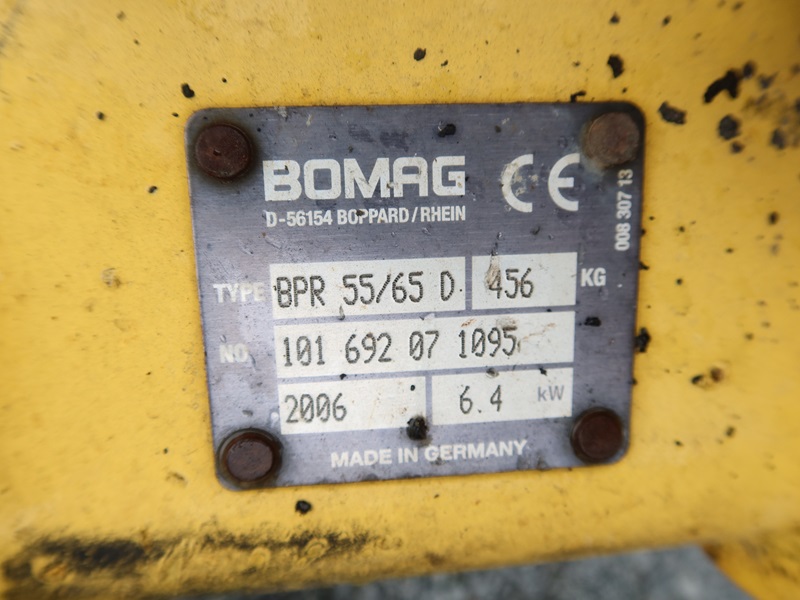 BOMAG CE
D-56154 BOPPARD/RHEIN
008 307 13
TYPE BPR 55/65 D 456 KG
NO 101 692 07 1095
2006 6.4 kW
MADE IN GERMANY